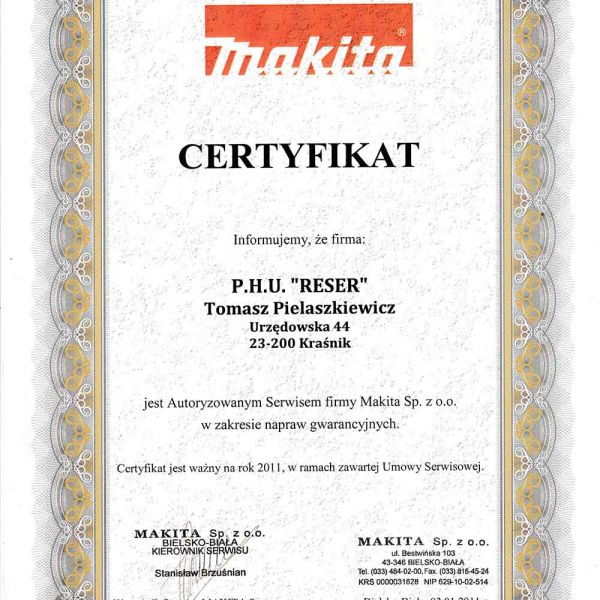 makita®
CERTYFIKAT
Informujemy, że firma:
P.H.U. "RESER"
Tomasz Pielaszkiewicz
Urzędowska 44
23-200 Kraśnik
jest Autoryzowanym Serwisem firmy Makita Sp. z o.o.
w zakresie napraw gwarancyjnych.
Certyfikat jest ważny na rok 2011, w ramach zawartej Umowy Serwisowej.
MAKITA Sp. z o.o.
BIELSKO-BIAŁA
KIEROWNIK SERWISU
Stanisław Brzuśnian
MAKITA Sp. z o.o.
ul. Bestwińska 103
43-346 BIELSKO-BIAŁA
Tel. (033) 484-02-00, Fax. (033) 816-45-24
KRS 0000031628 NIP 629-10-02-514